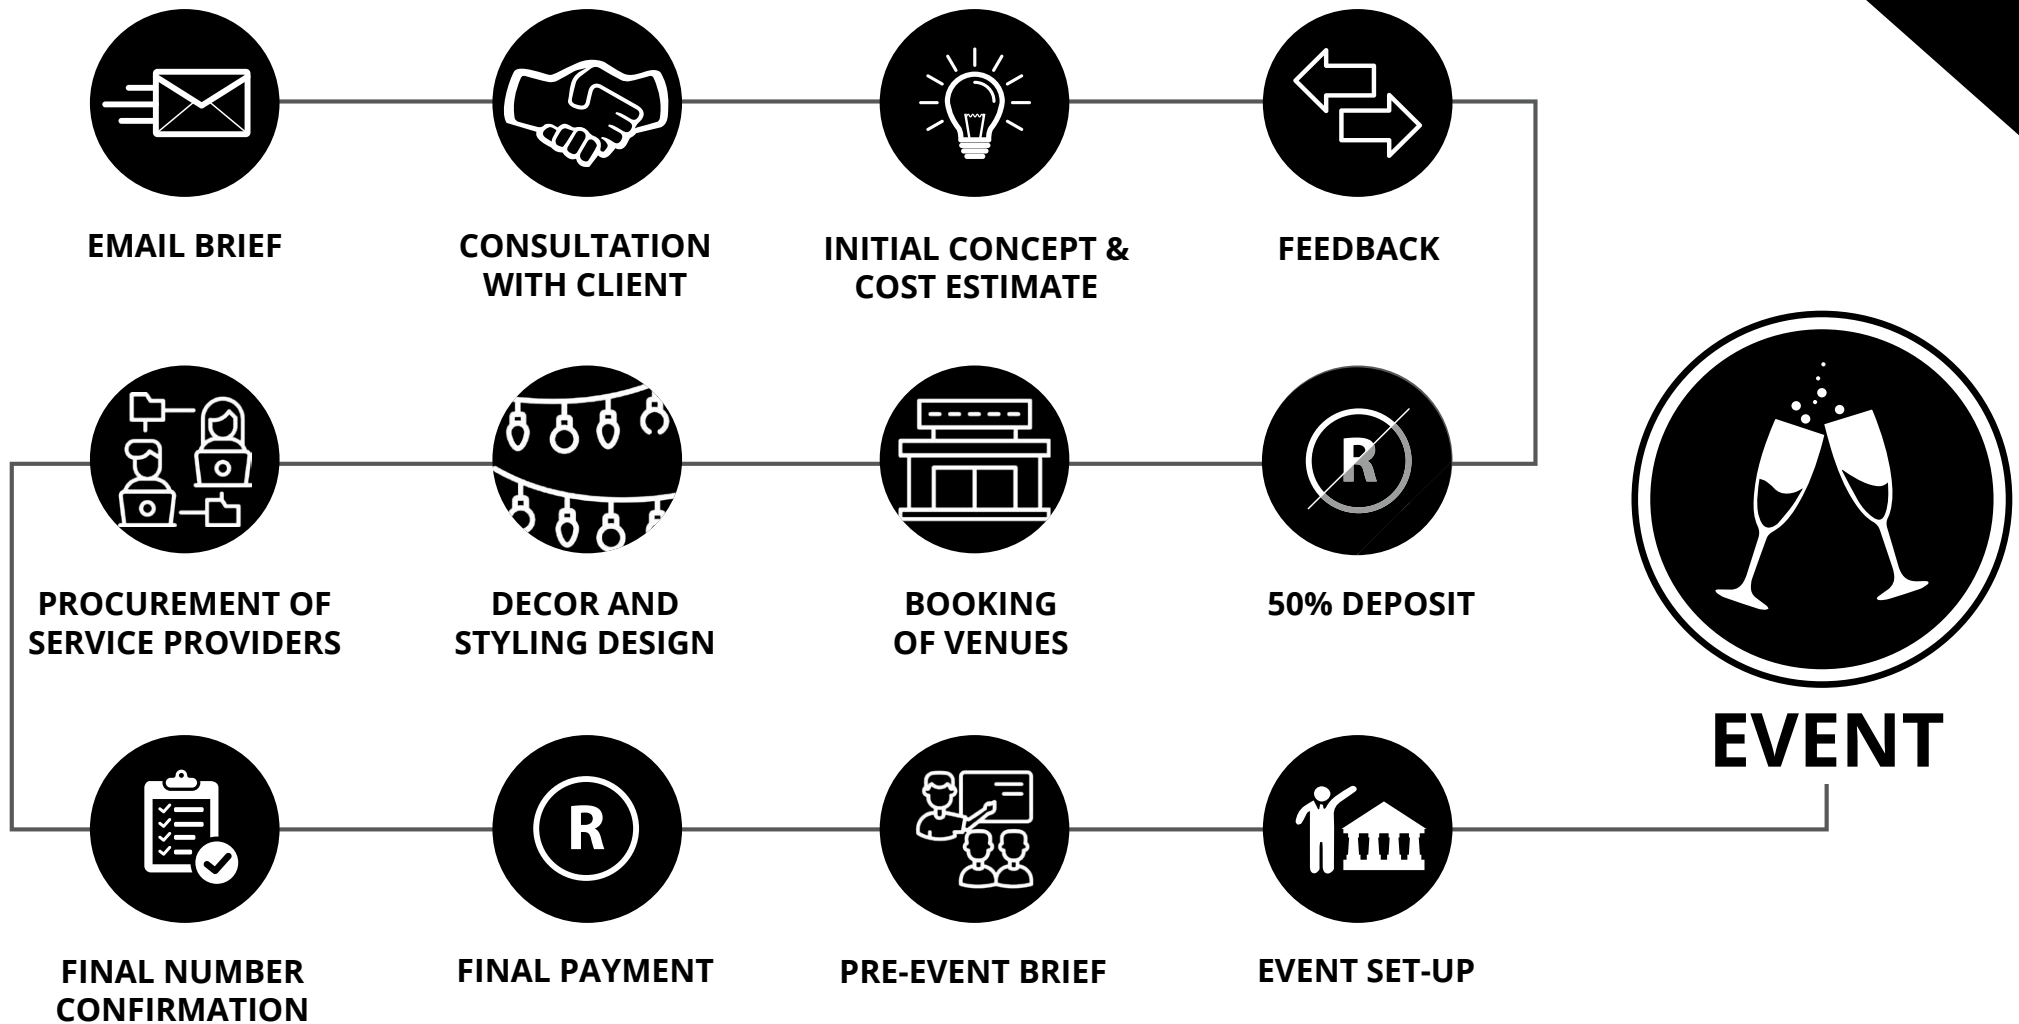 EMAIL BRIEF
CONSULTATION
WITH CLIENT
INITIAL CONCEPT &
COST ESTIMATE
FEEDBACK
R
50% DEPOSIT
BOOKING
OF VENUES
DECOR AND
STYLING DESIGN
PROCUREMENT OF
SERVICE PROVIDERS
FINAL NUMBER
CONFIRMATION
R
FINAL PAYMENT
PRE-EVENT BRIEF
EVENT SET-UP
EVENT